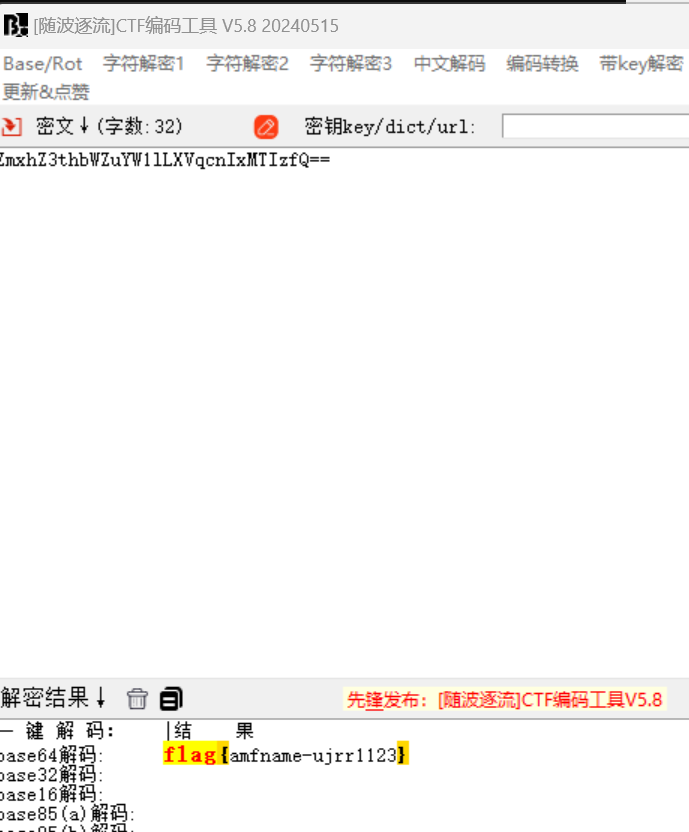 [随波逐流]CTF编码工具 V5.8 20240515
Base/Rot 字符解密1 字符解密2 字符解密3 中文解码 编码转换 带key解密
更新&点赞
密文↓(字数:32) 密钥key/dict/url:
ZmxhZ3thbWZuYW1lLXVqcnIxMTIzfQ==
解密结果↓ 先锋发布：[随波逐流]CTF编码工具V5.8
一 键 解 码: |结 果
base64解码: flag{amfname-ujrr1123}
base32解码:
base16解码:
base85(a)解码:
base85(b)解码: